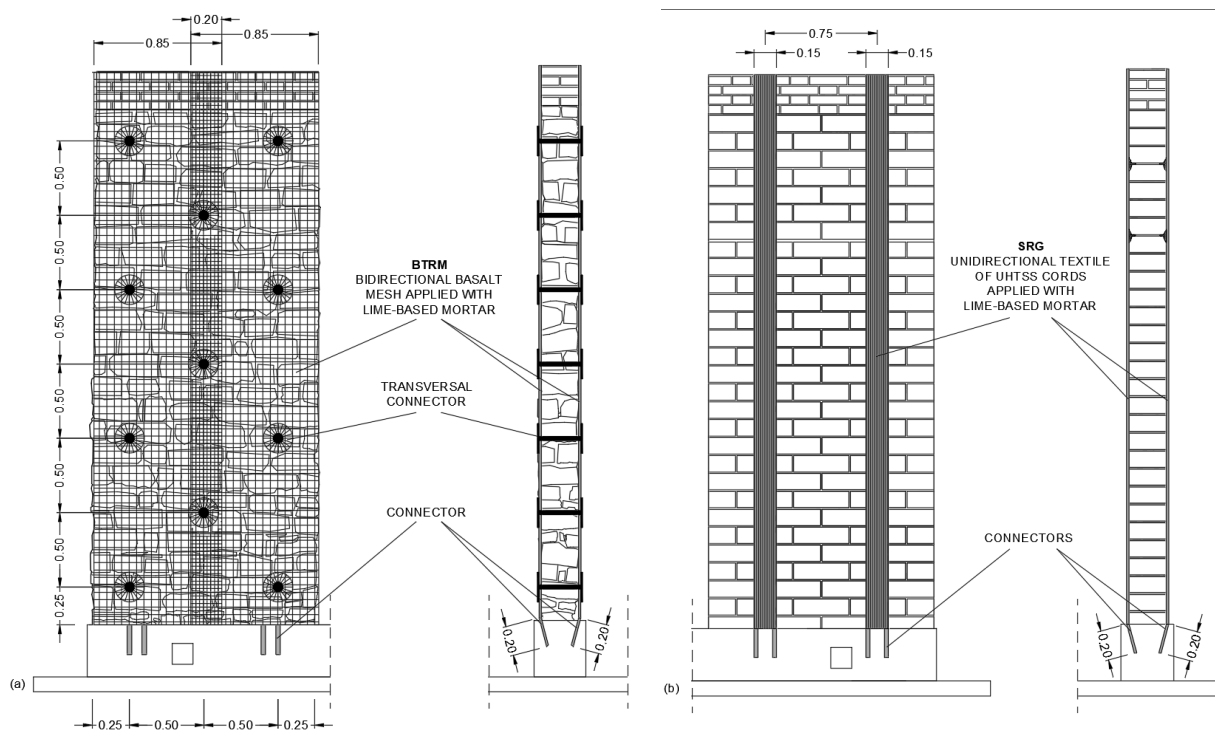 0.20
0.85
0.85
0.50
0.50
0.50
0.50
0.50
0.50
0.25
BTRM
BIDIRECTIONAL BASALT
MESH APPLIED WITH
LIME-BASED MORTAR
TRANSVERSAL
CONNECTOR
CONNECTOR
0.20
0.20
(a)
0.25
0.50
0.50
0.25
0.75
0.15
0.15
SRG
UNIDIRECTIONAL TEXTILE
OF UHTSS CORDS
APPLIED WITH
LIME-BASED MORTAR
CONNECTORS
0.20
0.20
(b)